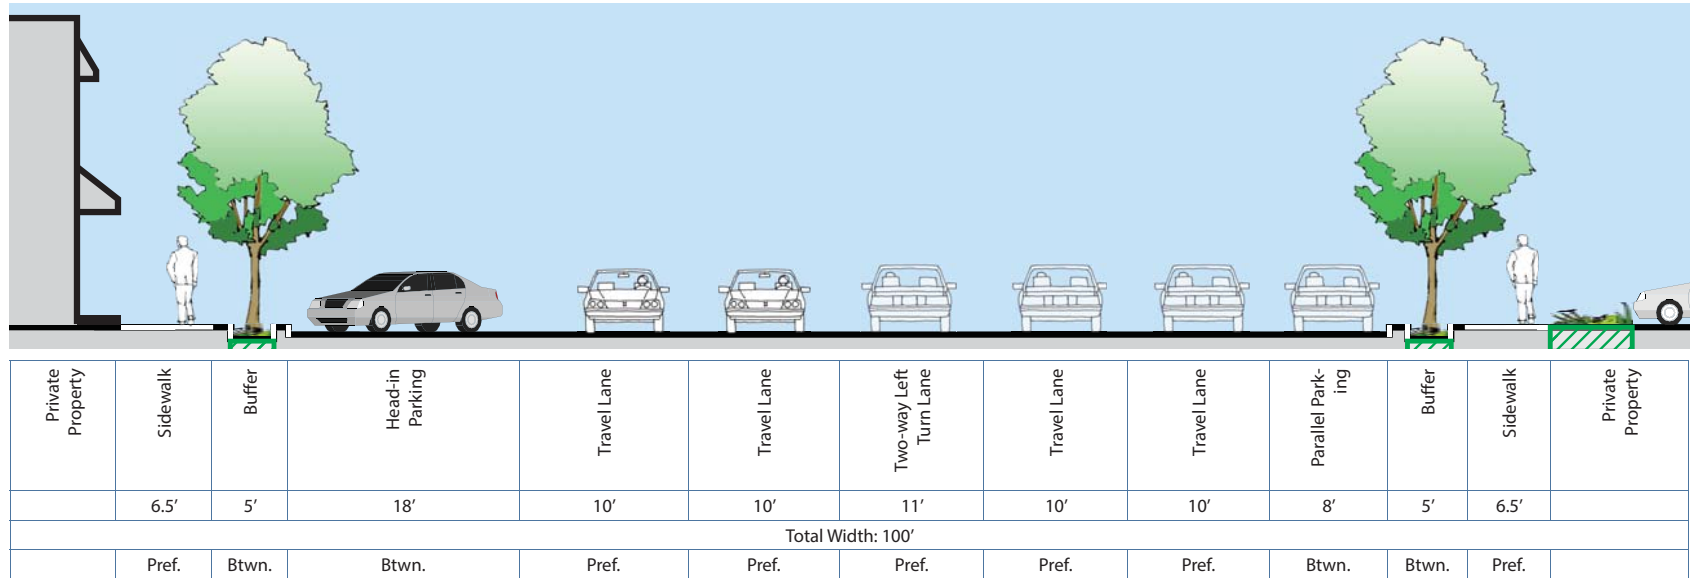 Private
Property
Sidewalk
Buffer
Head-in
Parking
Travel Lane
Travel Lane
Two-way Left
Turn Lane
Travel Lane
Travel Lane
Parallel Park-
ing
Buffer
Sidewalk
Private
Property
6.5’ 5’ 18’ 10’ 10’ 11’ 10’ 10’ 8’ 5’ 6.5’
Total Width: 100’
Pref. Btwn. Btwn. Pref. Pref. Pref. Pref. Pref. Btwn. Btwn. Pref.